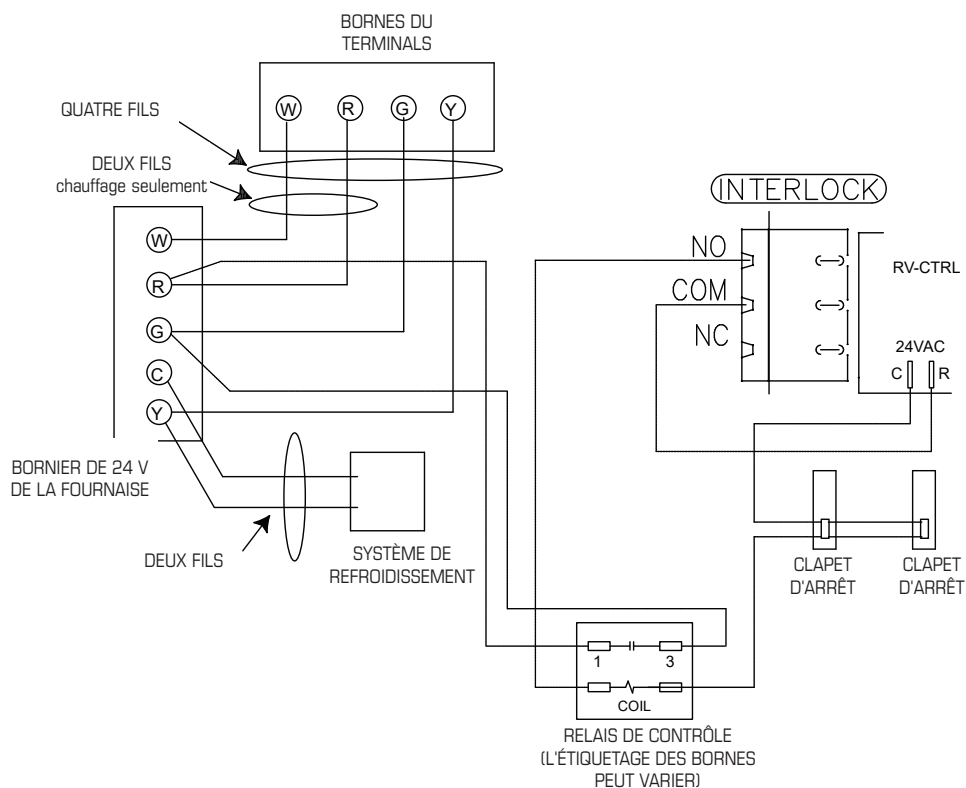 BORNES DU
TERMINALS
W R G Y
QUATRE FILS
DEUX FILS
chauffage seulement
W
R
G
C
Y
BORNIER DE 24 V
DE LA FOURNAISE
DEUX FILS
SYSTÈME DE
REFROIDISSEMENT
INTERLOCK
NO
COM
NC
RV-CTRL
24VAC
C R
CLAPET
D'ARRÊT
CLAPET
D'ARRÊT
1 3
COIL
RELAIS DE CONTRÔLE
(L'ÉTIQUETAGE DES BORNES
PEUT VARIER)